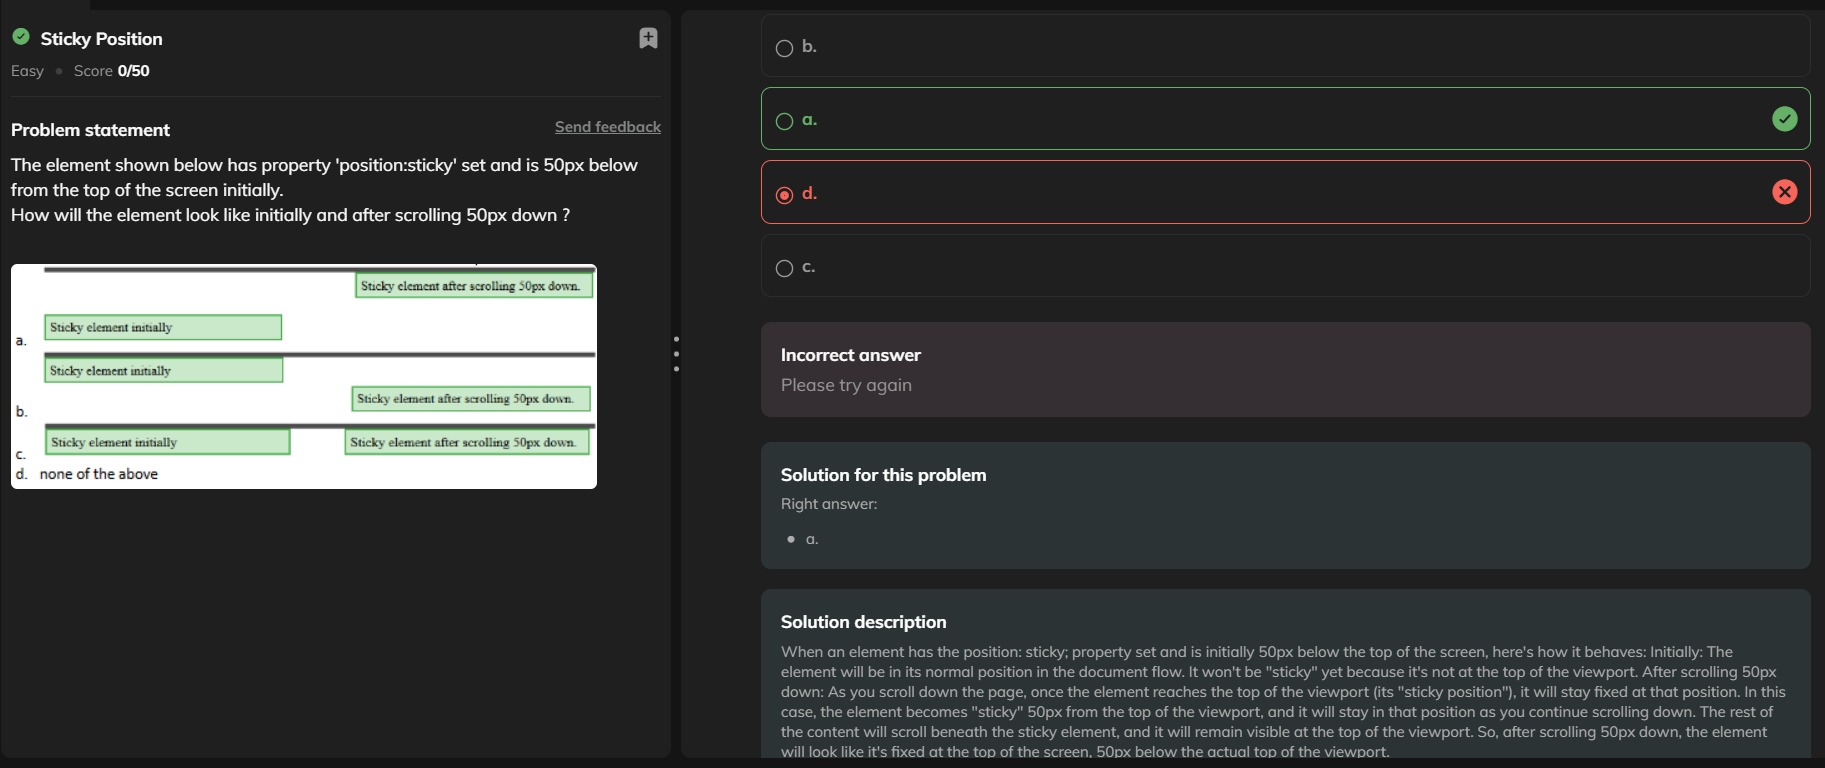 Sticky Position
Easy • Score 0/50
Problem statement
Send feedback
The element shown below has property 'position:sticky' set and is 50px below
from the top of the screen initially.
How will the element look like initially and after scrolling 50px down ?
Sticky element after scrolling 50px down.
Sticky element initially
a.
Sticky element initially
Sticky element after scrolling 50px down.
b.
Sticky element initially
Sticky element after scrolling 50px down.
c.
d. none of the above
b.
a.
d.
c.
Incorrect answer
Please try again
Solution for this problem
Right answer:
• a.
Solution description
When an element has the position: sticky; property set and is initially 50px below the top of the screen, here's how it behaves: Initially: The
element will be in its normal position in the document flow. It won't be "sticky" yet because it's not at the top of the viewport. After scrolling 50px
down: As you scroll down the page, once the element reaches the top of the viewport (its "sticky position"), it will stay fixed at that position. In this
case, the element becomes "sticky" 50px from the top of the viewport, and it will stay in that position as you continue scrolling down. The rest of
the content will scroll beneath the sticky element, and it will remain visible at the top of the viewport. So, after scrolling 50px down, the element
will look like it's fixed at the top of the screen, 50px below the actual top of the viewport.